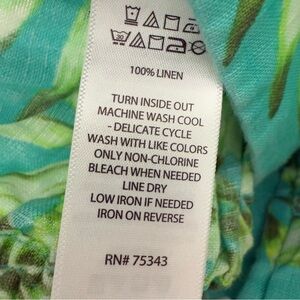 30
100% LINEN
TURN INSIDE OUT
MACHINE WASH COOL
- DELICATE CYCLE
WASH WITH LIKE COLORS
ONLY NON-CHLORINE
BLEACH WHEN NEEDED
LINE DRY
LOW IRON IF NEEDED
IRON ON REVERSE
RN# 75343